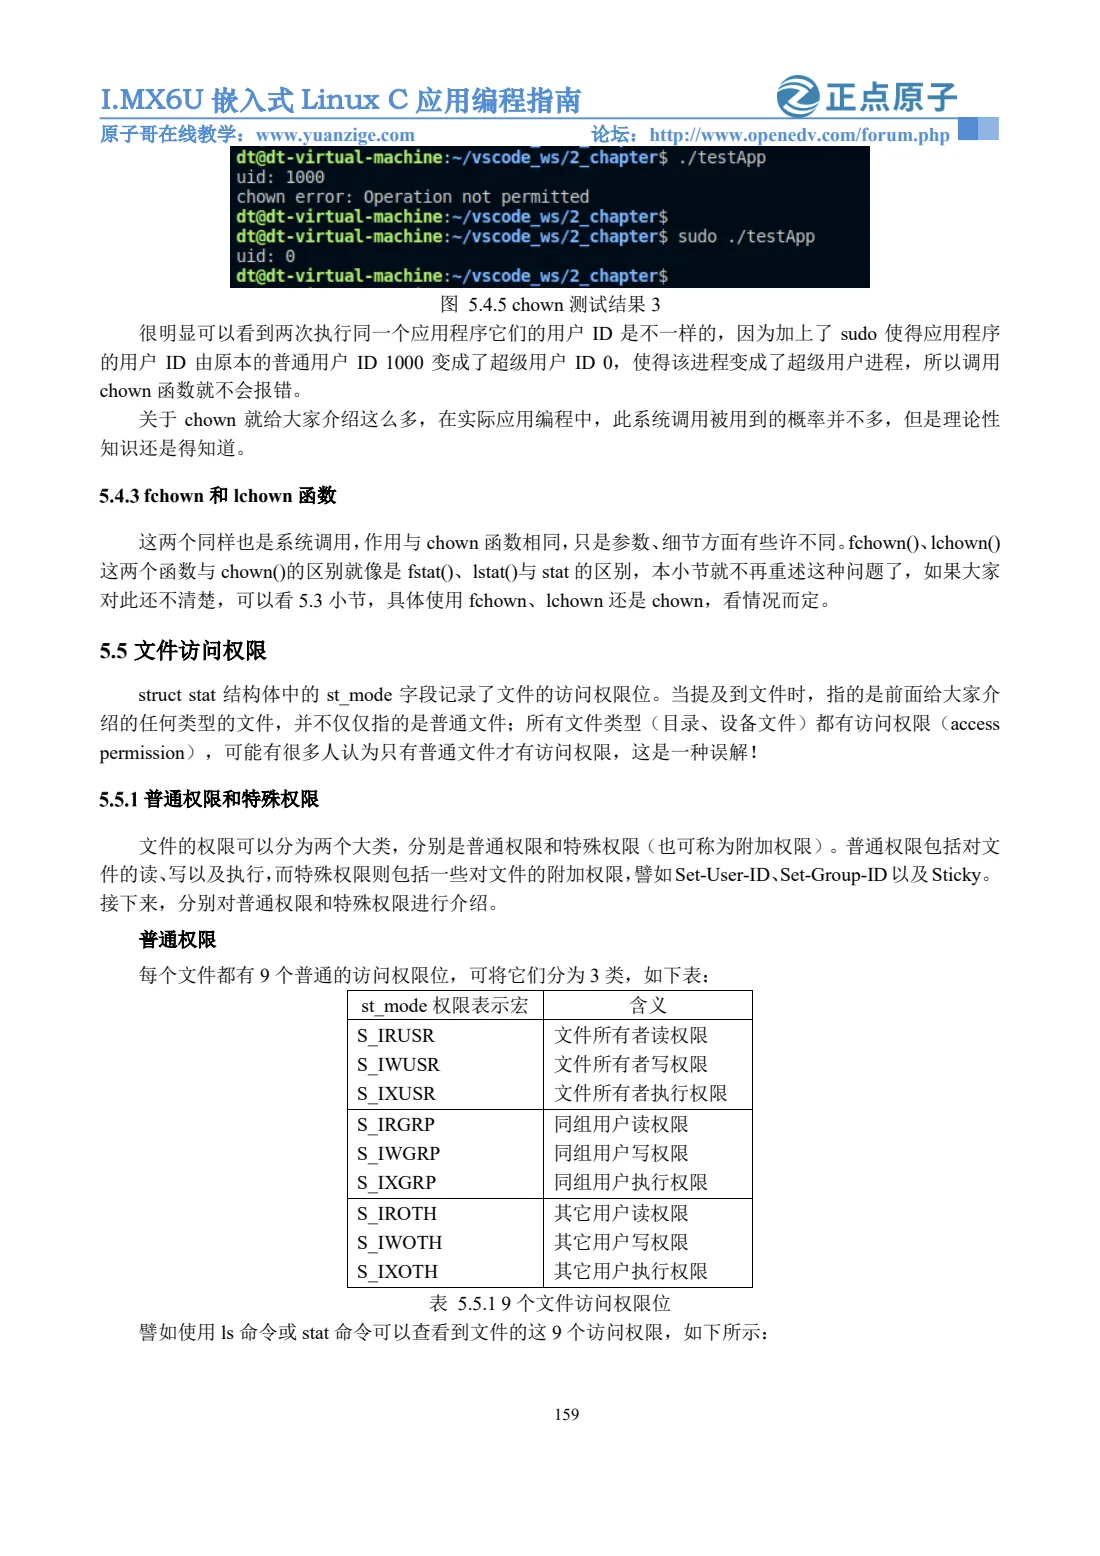 I.MX6U 嵌入式 Linux C 应用编程指南
正点原子
原子哥在线教学：www.yuanzige.com 论坛：http://www.openedv.com/forum.php
dt@dt-virtual-machine:~/vscode_ws/2_chapter$ ./testApp
uid: 1000
chown error: Operation not permitted
dt@dt-virtual-machine:~/vscode_ws/2_chapter$
dt@dt-virtual-machine:~/vscode_ws/2_chapter$ sudo ./testApp
uid: 0
dt@dt-virtual-machine:~/vscode_ws/2_chapter$
图 5.4.5 chown 测试结果 3
很明显可以看到两次执行同一个应用程序它们的用户 ID 是不一样的，因为加上了 sudo 使得应用程序
的用户 ID 由原本的普通用户 ID 1000 变成了超级用户 ID 0，使得该进程变成了超级用户进程，所以调用
chown 函数就不会报错。
关于 chown 就给大家介绍这么多，在实际应用编程中，此系统调用被用到的概率并不多，但是理论性
知识还是得知道。
5.4.3 fchown 和 lchown 函数
这两个同样也是系统调用，作用与 chown 函数相同，只是参数、细节方面有些许不同。fchown()、lchown()
这两个函数与 chown()的区别就像是 fstat()、lstat()与 stat 的区别，本小节就不再重述这种问题了，如果大家
对此还不清楚，可以看 5.3 小节，具体使用 fchown、lchown 还是 chown，看情况而定。
5.5 文件访问权限
struct stat 结构体中的 st_mode 字段记录了文件的访问权限位。当提及到文件时，指的是前面给大家介
绍的任何类型的文件，并不仅仅指的是普通文件；所有文件类型（目录、设备文件）都有访问权限（access
permission），可能有很多人认为只有普通文件才有访问权限，这是一种误解！
5.5.1 普通权限和特殊权限
文件的权限可以分为两个大类，分别是普通权限和特殊权限（也可称为附加权限）。普通权限包括对文
件的读、写以及执行，而特殊权限则包括一些对文件的附加权限，譬如 Set-User-ID、Set-Group-ID 以及 Sticky。
接下来，分别对普通权限和特殊权限进行介绍。
普通权限
每个文件都有 9 个普通的访问权限位，可将它们分为 3 类，如下表：
st_mode 权限表示宏 含义
S_IRUSR 文件所有者读权限
S_IWUSR 文件所有者写权限
S_IXUSR 文件所有者执行权限
S_IRGRP 同组用户读权限
S_IWGRP 同组用户写权限
S_IXGRP 同组用户执行权限
S_IROTH 其它用户读权限
S_IWOTH 其它用户写权限
S_IXOTH 其它用户执行权限
表 5.5.1 9 个文件访问权限位
譬如使用 ls 命令或 stat 命令可以查看到文件的这 9 个访问权限，如下所示：
159